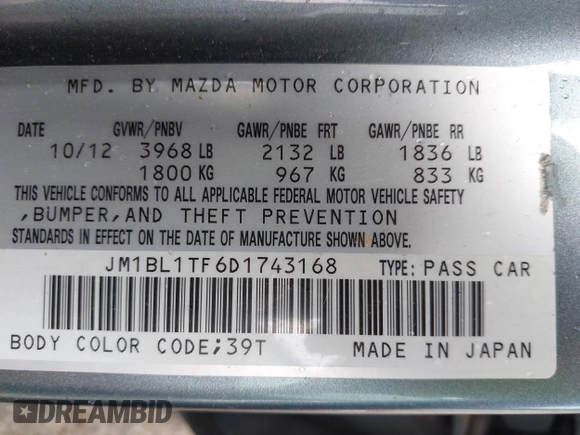 MFD. BY MAZDA MOTOR CORPORATION
DATE GVWR/PNBV GAWR/PNBE FRT GAWR/PNBE RR
10/12 3968 LB 2132 LB 1836 LB
1800 KG 967 KG 833 KG
THIS VEHICLE CONFORMS TO ALL APPLICABLE FEDERAL MOTOR VEHICLE SAFETY
,BUMPER,AND THEFT PREVENTION
STANDARDS IN EFFECT ON THE DATE OF MANUFACTURE SHOWN ABOVE.
JM1BL1TF6D1743168 TYPE: PASS CAR
BODY COLOR CODE;39T MADE IN JAPAN
DREAMBID